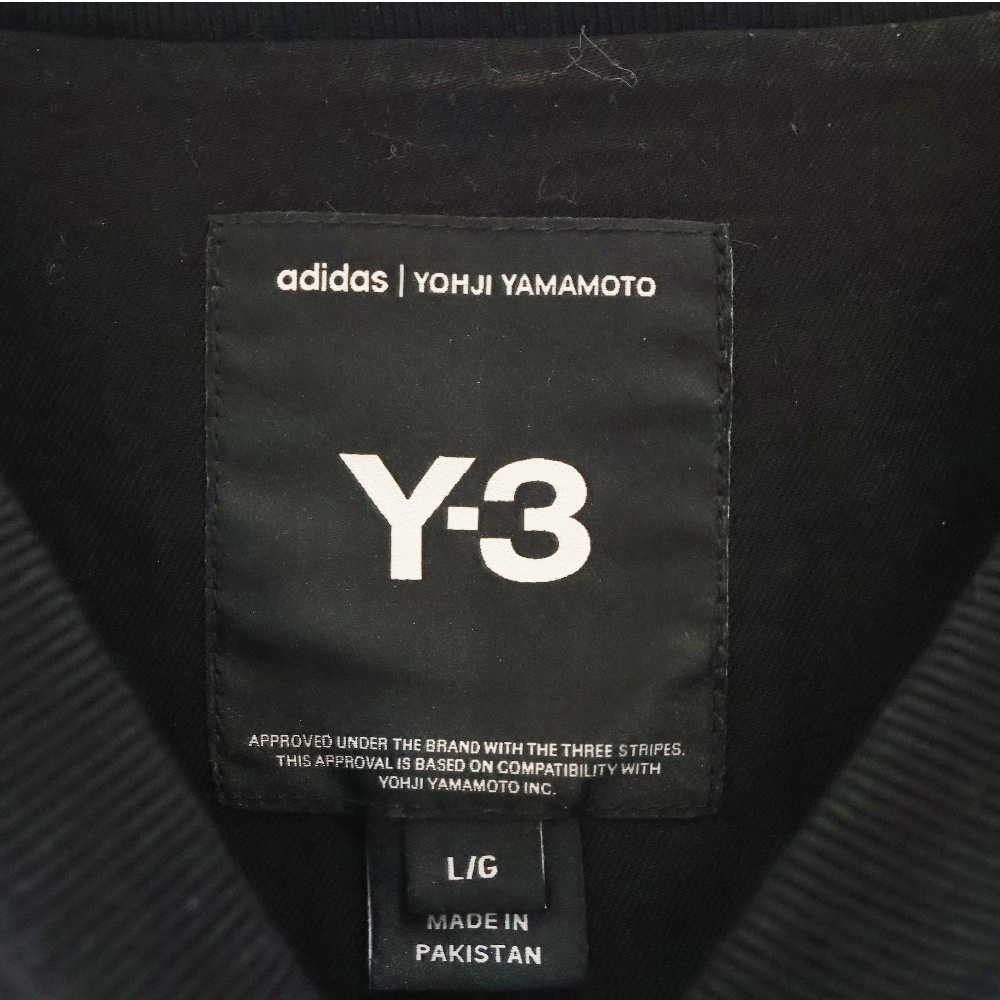 adidas | YOHJI YAMAMOTO
Y-3
APPROVED UNDER THE BRAND WITH THE THREE STRIPES.
THIS APPROVAL IS BASED ON COMPATIBILITY WITH
YOHJI YAMAMOTO INC.
L/G
MADE IN
PAKISTAN